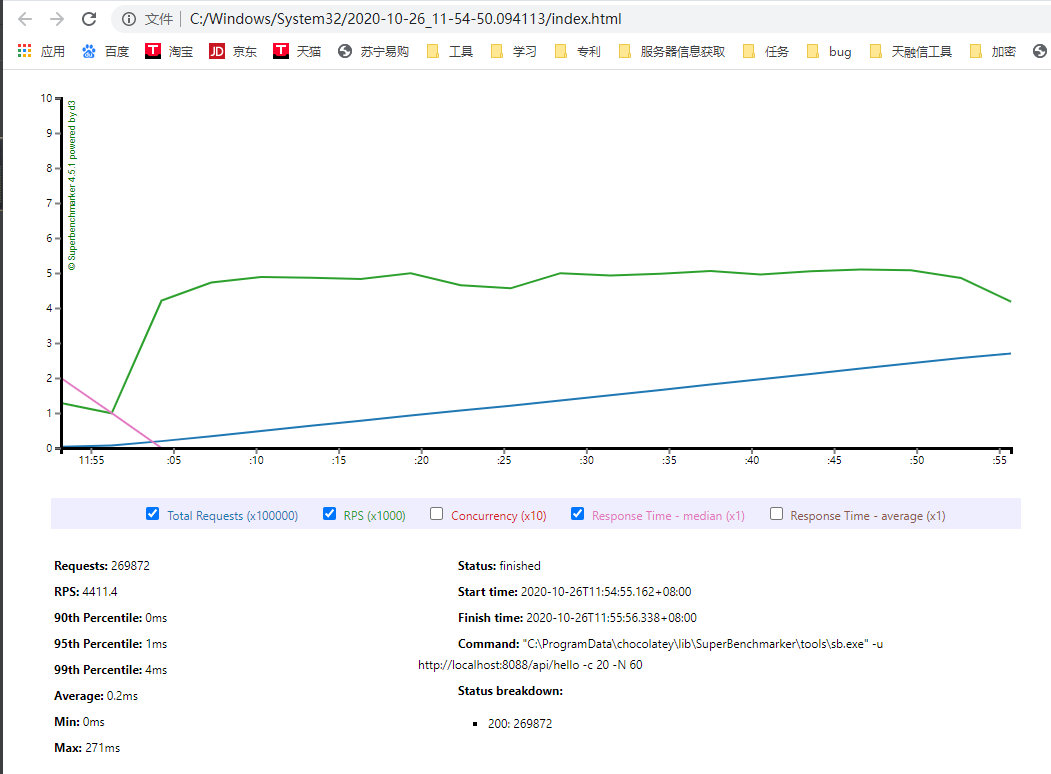 文件 C:/Windows/System32/2020-10-26_11-54-50.094113/index.html
应用 百度 淘宝 JD 京东 天猫 苏宁易购 工具 学习 专利 服务器信息获取 任务 bug 天融信工具 加密
© Superbenchmarker 4.5.1 powered by d3
10
9
8
7
6
5
4
3
2
1
0
11:55 :05 :10 :15 :20 :25 :30 :35 :40 :45 :50 :55
Total Requests (x100000) RPS (x1000) Concurrency (x10) Response Time - median (x1) Response Time - average (x1)
Requests: 269872
RPS: 4411.4
90th Percentile: 0ms
95th Percentile: 1ms
99th Percentile: 4ms
Average: 0.2ms
Min: 0ms
Max: 271ms
Status: finished
Start time: 2020-10-26T11:54:55.162+08:00
Finish time: 2020-10-26T11:55:56.338+08:00
Command: "C:\ProgramData\chocolatey\lib\SuperBenchmarker\tools\sb.exe" -u
http://localhost:8088/api/hello -c 20 -N 60
Status breakdown:
200: 269872